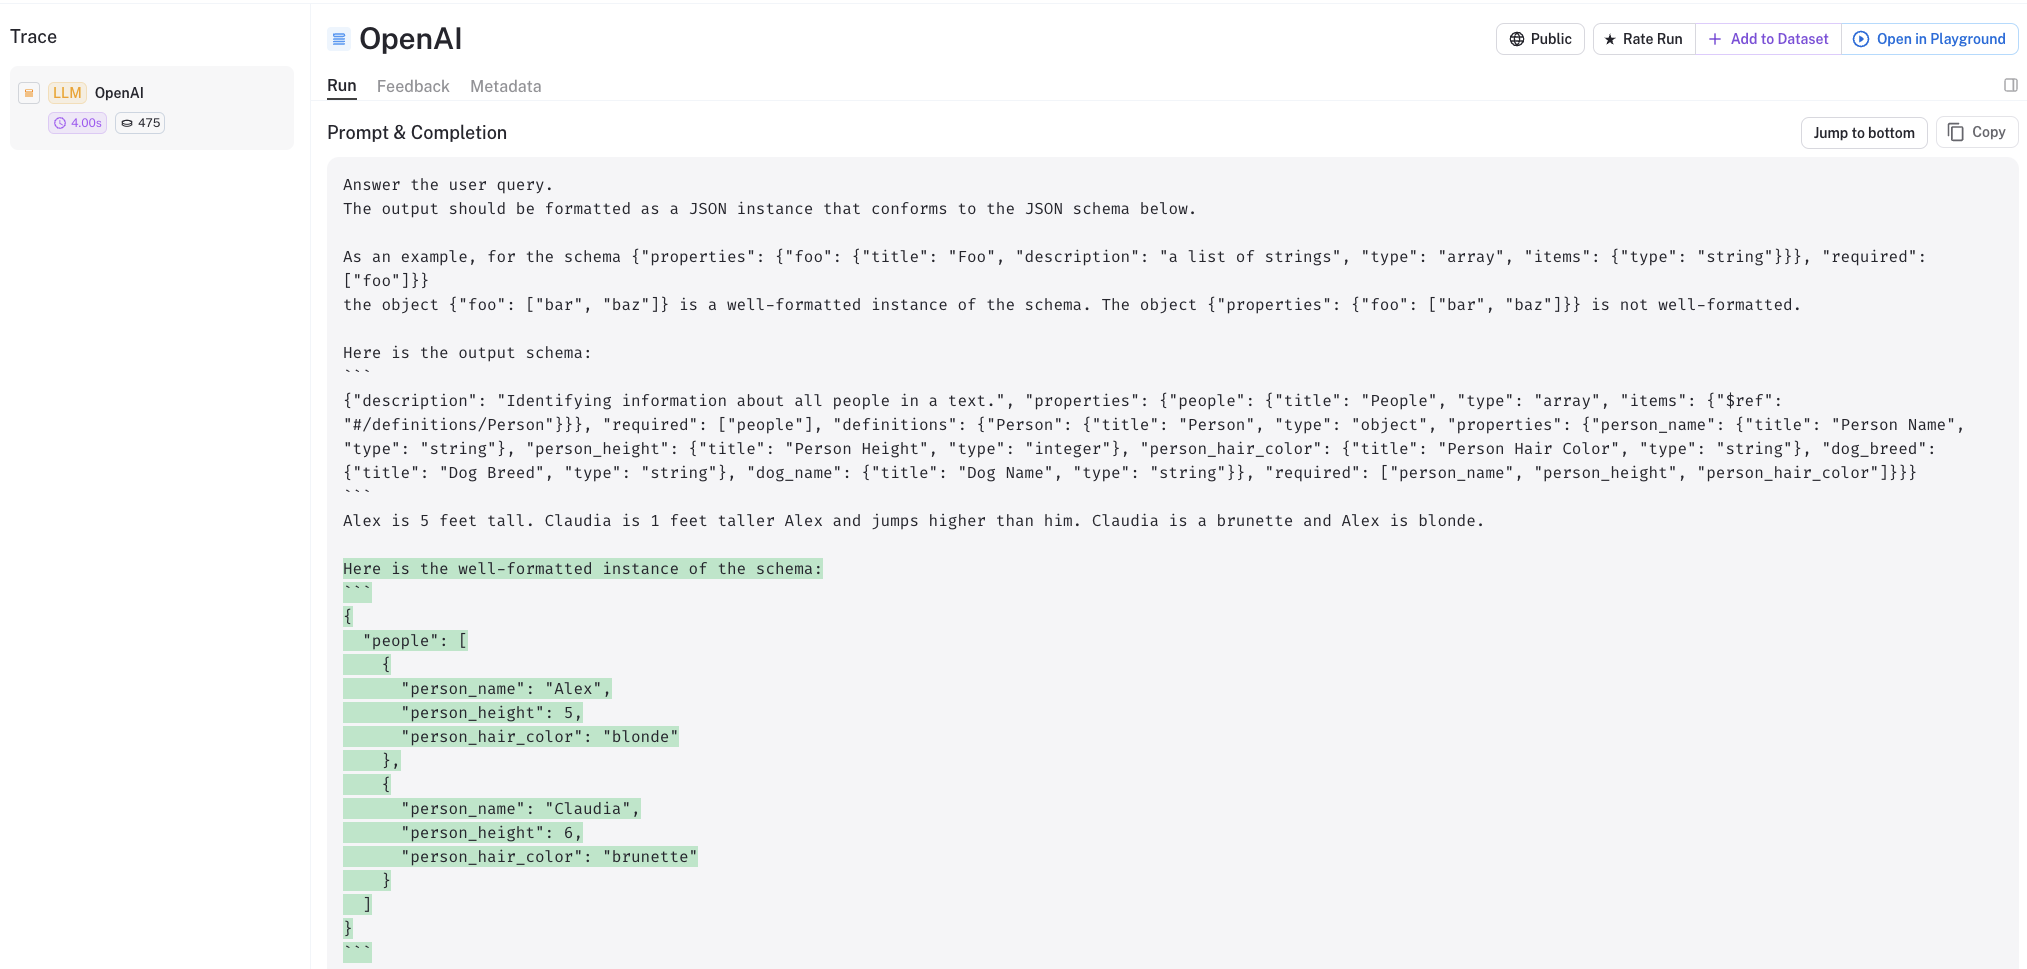 Trace
LLM OpenAI
4.00s 475
OpenAI
Public
Rate Run
Add to Dataset
Open in Playground
Run Feedback Metadata
Prompt & Completion
Jump to bottom
Copy
Answer the user query.
The output should be formatted as a JSON instance that conforms to the JSON schema below.
As an example, for the schema {"properties": {"foo": {"title": "Foo", "description": "a list of strings", "type": "array", "items": {"type": "string"}}}, "required":
["foo"]}}
the object {"foo": ["bar", "baz"]} is a well-formatted instance of the schema. The object {"properties": {"foo": ["bar", "baz"]}} is not well-formatted.
Here is the output schema:
```
{"description": "Identifying information about all people in a text.", "properties": {"people": {"title": "People", "type": "array", "items": {"$ref":
"#/definitions/Person"}}}, "required": ["people"], "definitions": {"Person": {"title": "Person", "type": "object", "properties": {"person_name": {"title": "Person Name",
"type": "string"}, "person_height": {"title": "Person Height", "type": "integer"}, "person_hair_color": {"title": "Person Hair Color", "type": "string"}, "dog_breed":
{"title": "Dog Breed", "type": "string"}, "dog_name": {"title": "Dog Name", "type": "string"}}, "required": ["person_name", "person_height", "person_hair_color"]}}}
```
Alex is 5 feet tall. Claudia is 1 feet taller Alex and jumps higher than him. Claudia is a brunette and Alex is blonde.
Here is the well-formatted instance of the schema:
```
{
  "people": [
    {
      "person_name": "Alex",
      "person_height": 5,
      "person_hair_color": "blonde"
    },
    {
      "person_name": "Claudia",
      "person_height": 6,
      "person_hair_color": "brunette"
    }
  ]
}
```